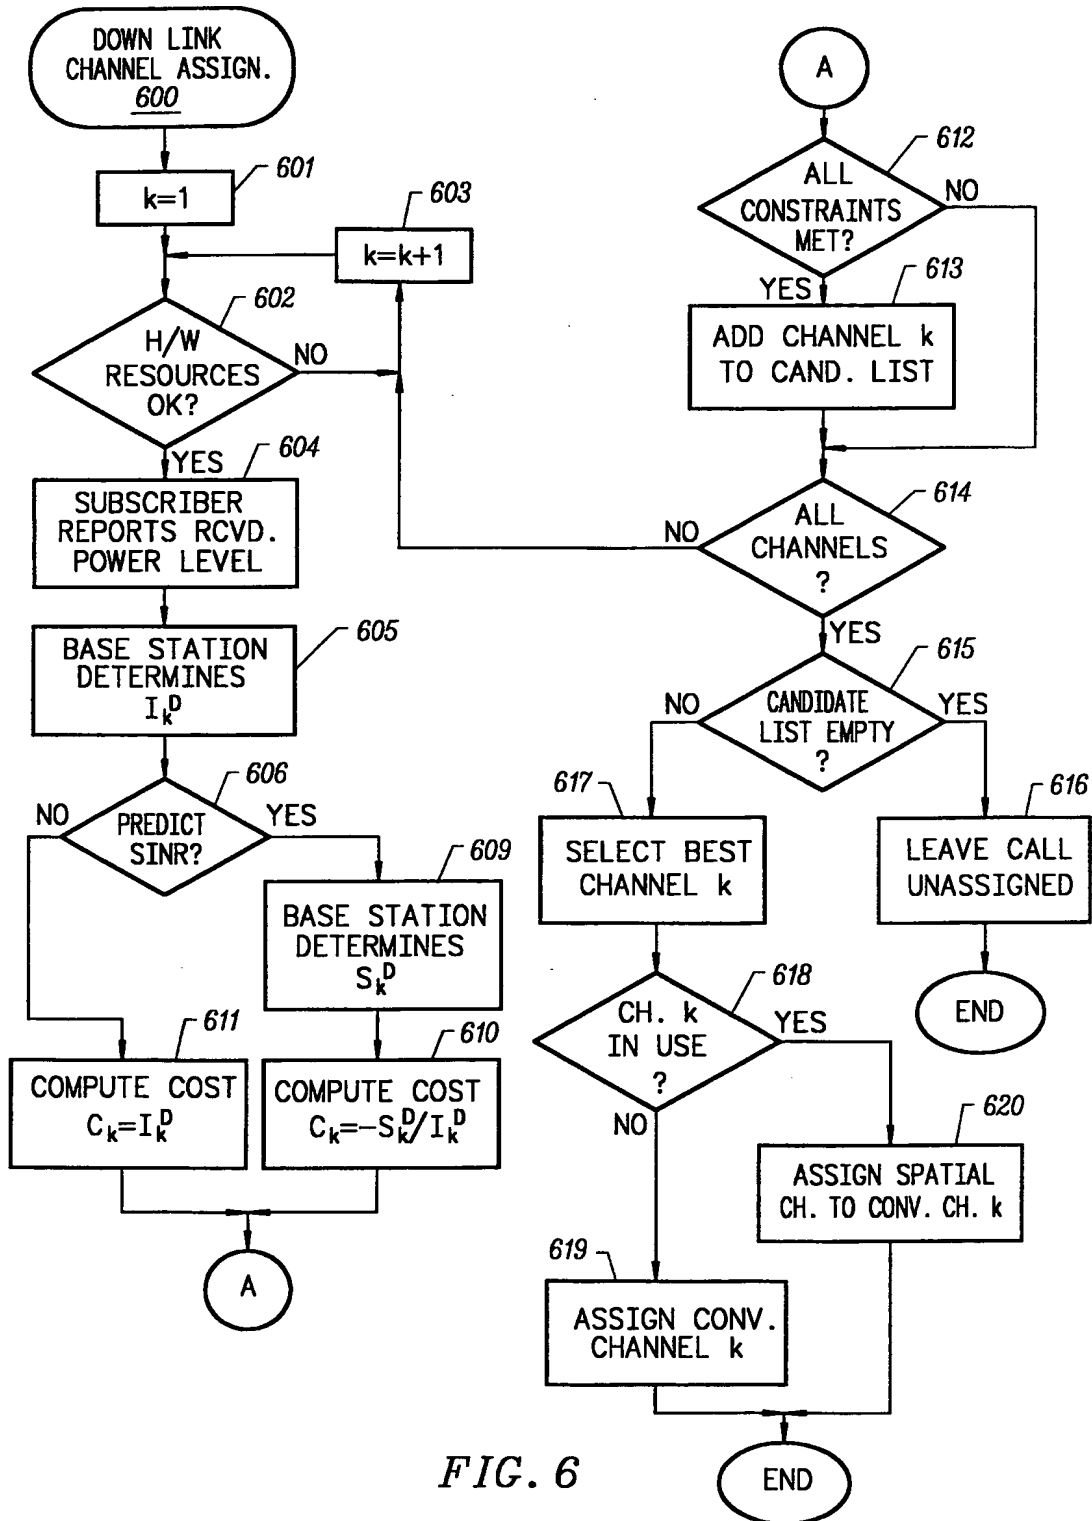 DOWN LINK
CHANNEL ASSIGN.
600
601
k=1
603
k=k+1
602
H/W
RESOURCES
OK?
NO
YES
604
SUBSCRIBER
REPORTS RCVD.
POWER LEVEL
605
BASE STATION
DETERMINES
I_k^D
606
NO
PREDICT
SINR?
YES
609
BASE STATION
DETERMINES
S_k^D
611
COMPUTE COST
C_k=I_k^D
610
COMPUTE COST
C_k=-S_k^D/I_k^D
A
A
612
ALL
CONSTRAINTS
MET?
NO
YES
613
ADD CHANNEL k
TO CAND. LIST
614
NO
ALL
CHANNELS
?
YES
615
NO
CANDIDATE
LIST EMPTY
?
YES
617
SELECT BEST
CHANNEL k
616
LEAVE CALL
UNASSIGNED
END
618
CH. k
IN USE
?
YES
NO
620
ASSIGN SPATIAL
CH. TO CONV. CH. k
619
ASSIGN CONV.
CHANNEL k
END
FIG. 6